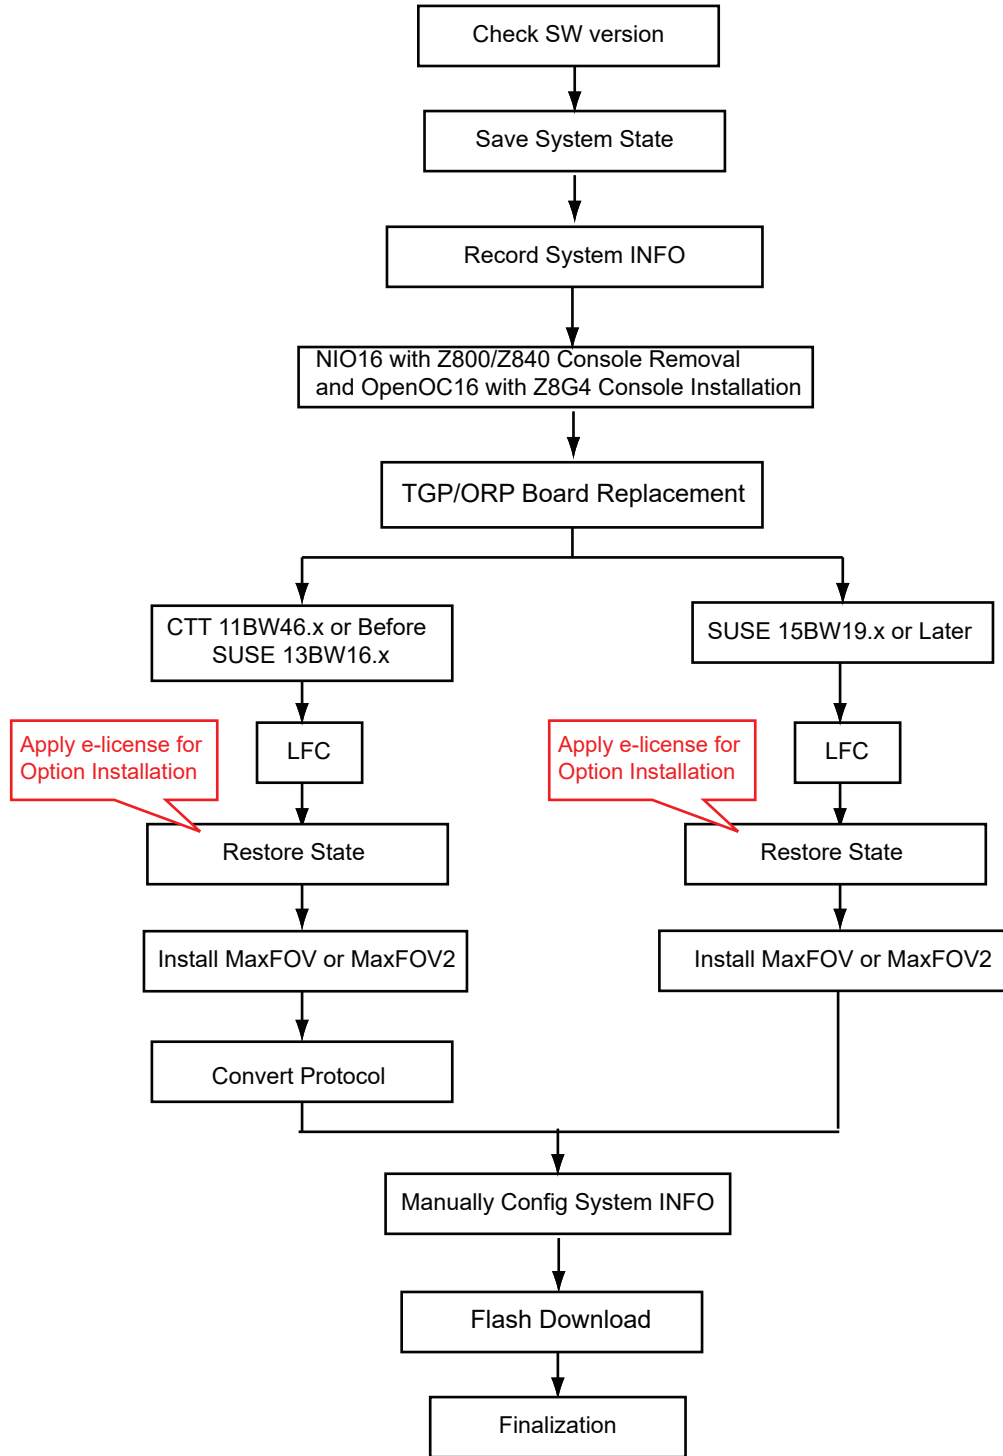 Check SW version
Save System State
Record System INFO
NIO16 with Z800/Z840 Console Removal
and OpenOC16 with Z8G4 Console Installation
TGP/ORP Board Replacement
CTT 11BW46.x or Before
SUSE 13BW16.x
SUSE 15BW19.x or Later
Apply e-license for
Option Installation
LFC
Apply e-license for
Option Installation
LFC
Restore State
Restore State
Install MaxFOV or MaxFOV2
Install MaxFOV or MaxFOV2
Convert Protocol
Manually Config System INFO
Flash Download
Finalization